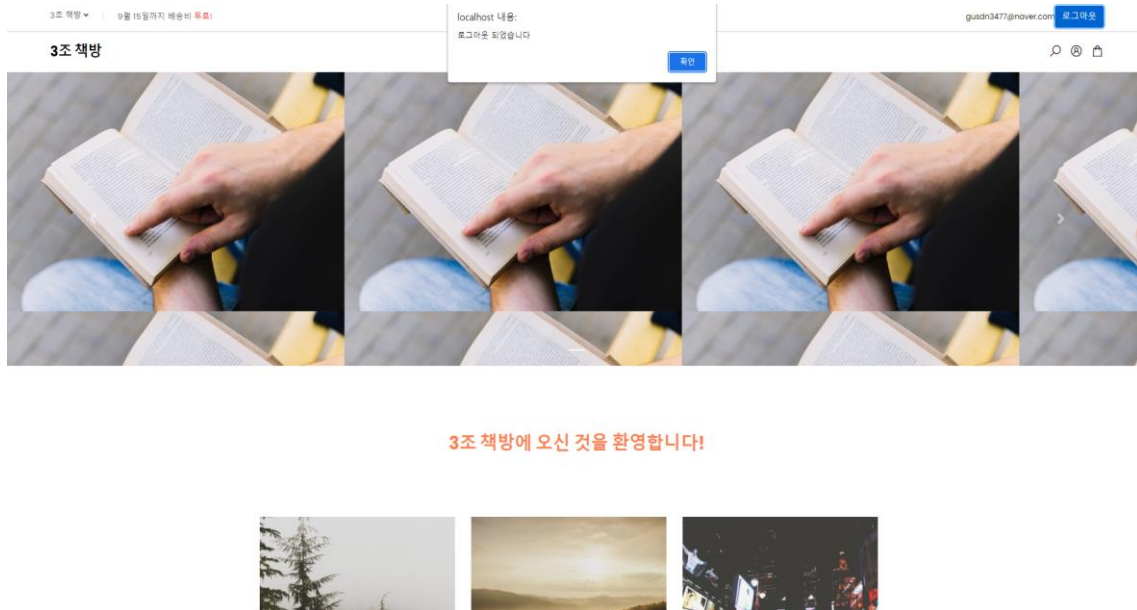 3조 책방
9월 15일까지 배송비 무료!
localhost 내용:
로그아웃 되었습니다
확인
gusdn3477@naver.com
로그아웃
3조 책방
3조 책방에 오신 것을 환영합니다!